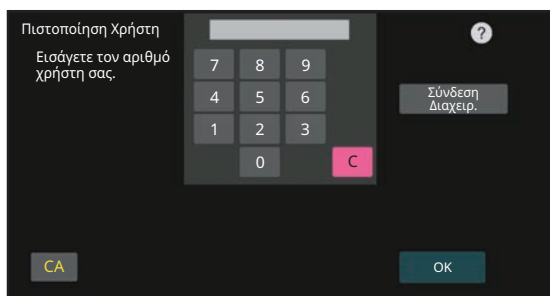 Πιστοποίηση Χρήστη
?
Εισάγετε τον αριθμό
χρήστη σας.
7 8 9
4 5 6
Σύνδεση
Διαχειρ.
1 2 3
0 C
CA
OK